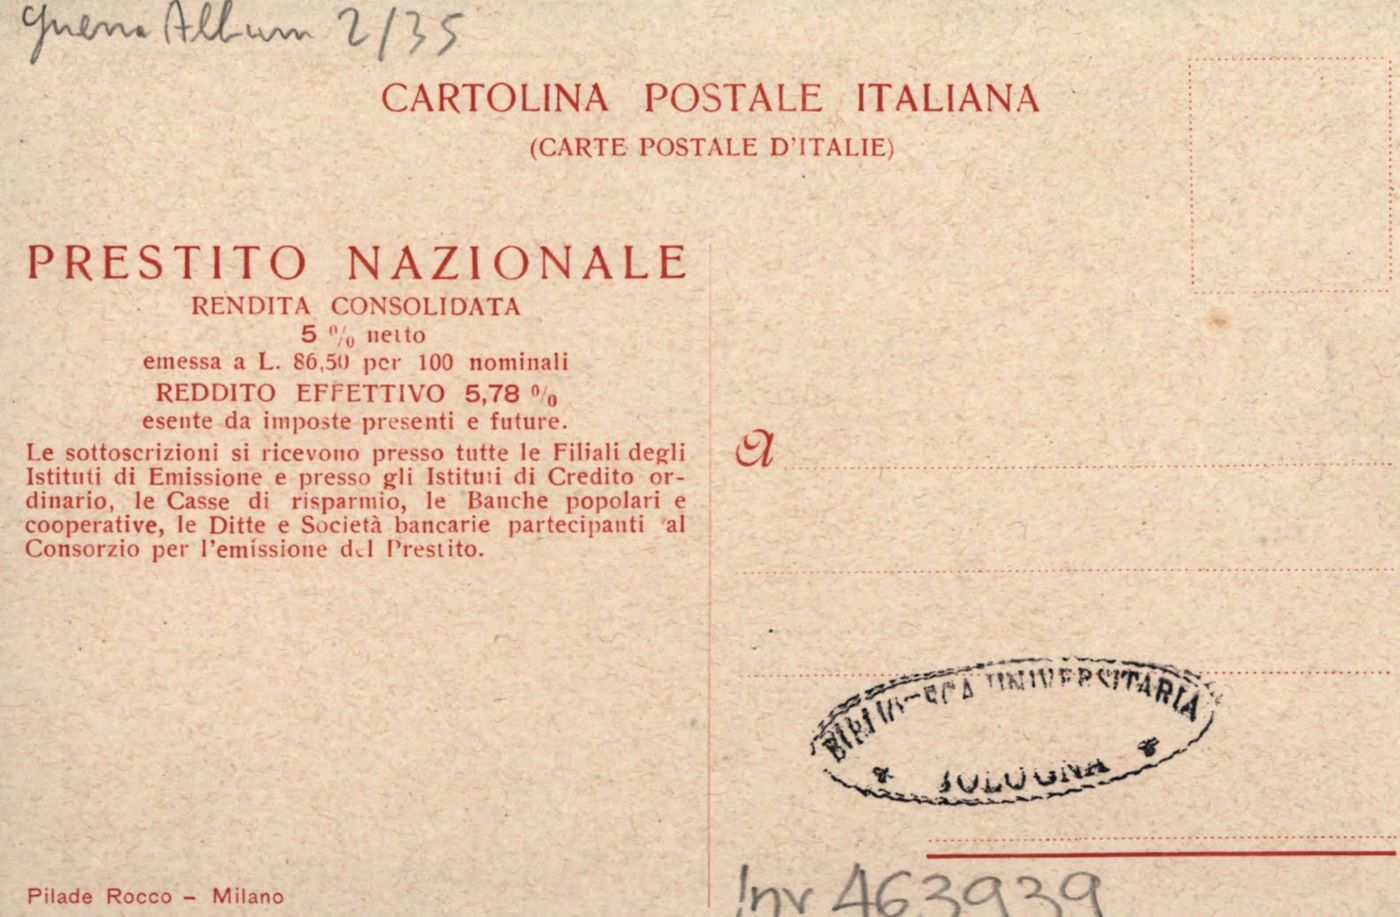 Guerra Album 2/35
CARTOLINA POSTALE ITALIANA
(CARTE POSTALE D'ITALIE)
PRESTITO NAZIONALE
RENDITA CONSOLIDATA
5 % netto
emessa a L. 86,50 per 100 nominali
REDDITO EFFETTIVO 5,78 %
esente da imposte presenti e future.
Le sottoscrizioni si ricevono presso tutte le Filiali degli
Istituti di Emissione e presso gli Istituti di Credito or-
dinario, le Casse di risparmio, le Banche popolari e
cooperative, le Ditte e Società bancarie partecipanti al
Consorzio per l'emissione del Prestito.
A
BIBLIOTECA UNIVERSITARIA
* BOLOGNA *
Pilade Rocco – Milano
Inv 463939